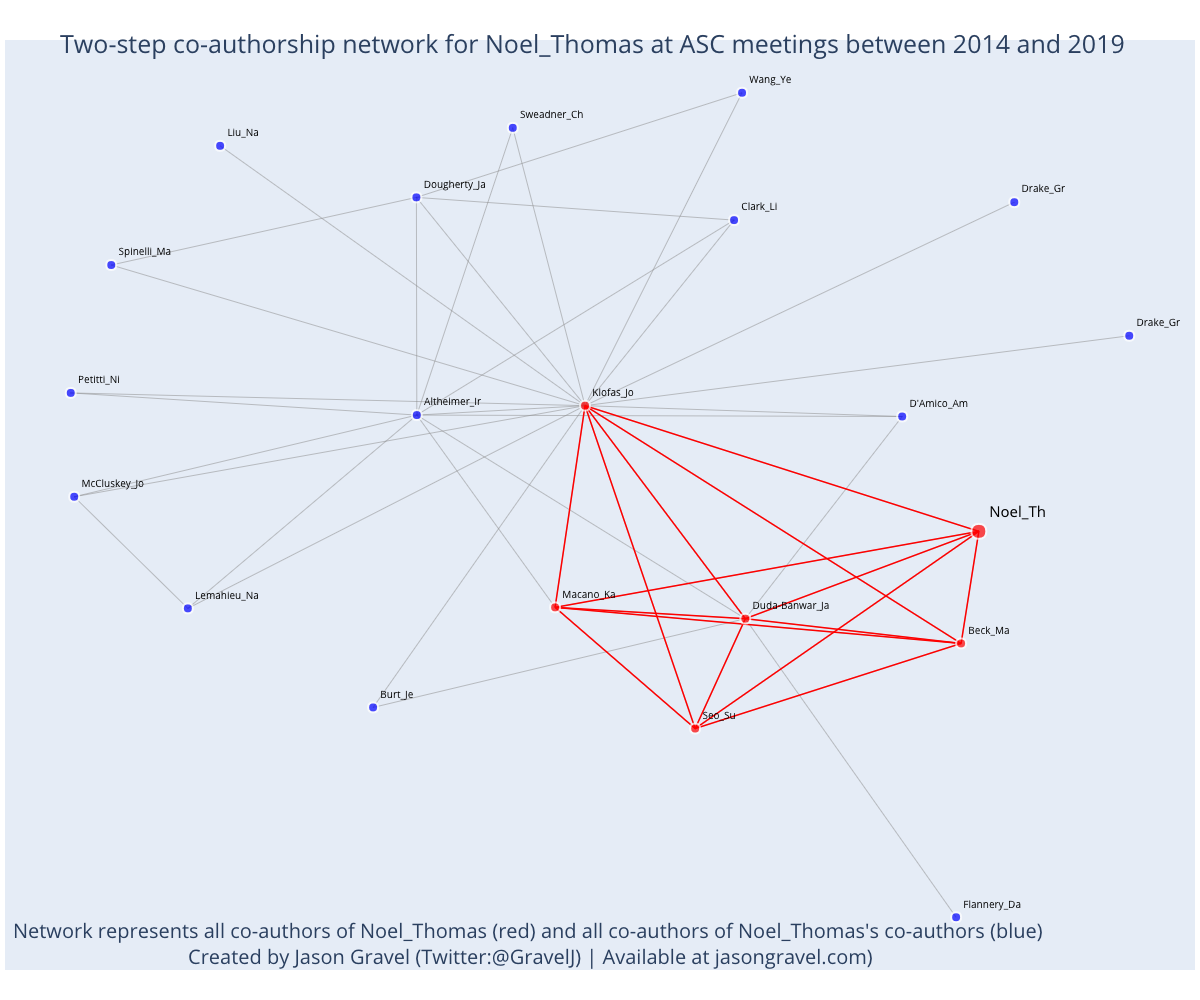 Two-step co-authorship network for Noel_Thomas at ASC meetings between 2014 and 2019
Wang_Ye
Sweadner_Ch
Liu_Na
Dougherty_Ja
Drake_Gr
Clark_Li
Spinelli_Ma
Drake_Gr
Petitti_Ni
Klofas_Jo
Altheimer_Ir
D'Amico_Am
McCluskey_Jo
Noel_Th
Lemahieu_Na
Macano_Ka
Duda-Banwar_Ja
Beck_Ma
Burt_Je
Seo_Su
Flannery_Da
Network represents all co-authors of Noel_Thomas (red) and all co-authors of Noel_Thomas's co-authors (blue)
Created by Jason Gravel (Twitter:@GravelJ) | Available at jasongravel.com)